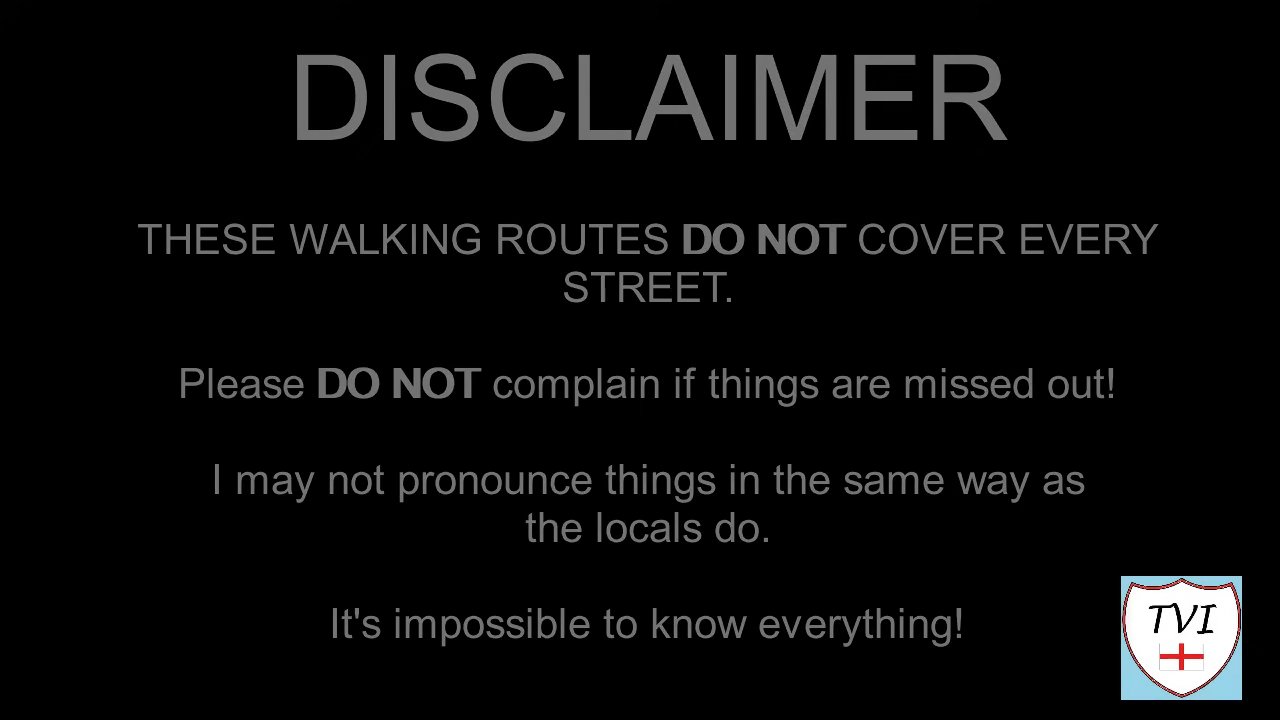 DISCLAIMER
THESE WALKING ROUTES DO NOT COVER EVERY
STREET.
Please DO NOT complain if things are missed out!
I may not pronounce things in the same way as
the locals do.
It's impossible to know everything!
TVI